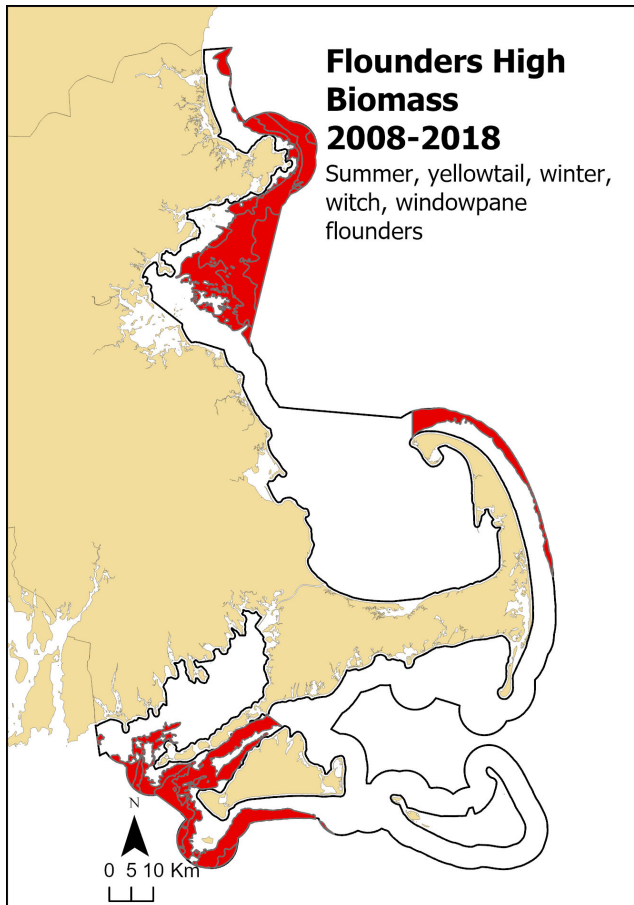 Flounders High
Biomass
2008-2018
Summer, yellowtail, winter,
witch, windowpane
flounders
N
0 5 10 Km